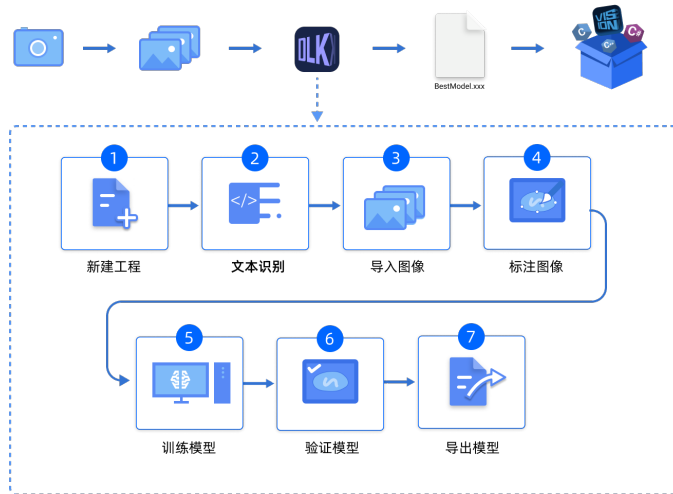 DLK
BestModel.xxx
VISION
C
C#
C++
1
2
3
4
</>
新建工程
文本识别
导入图像
标注图像
5
6
7
训练模型
验证模型
导出模型